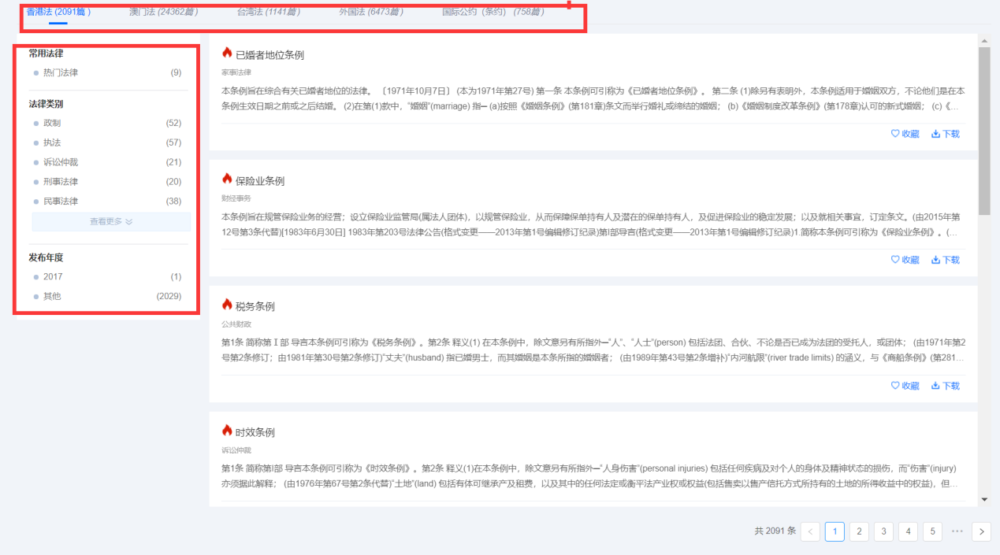 香港法 (2091篇 ) 澳门法 (24362篇) 台湾法 (1141篇) 外国法 (6473篇) 国际公约（条约） (758篇)
常用法律
热门法律 (9)
法律类别
政制 (52)
执法 (57)
诉讼仲裁 (21)
刑事法律 (20)
民事法律 (38)
查看更多
发布年度
2017 (1)
其他 (2029)
已婚者地位条例
家事法律
本条例旨在综合有关已婚者地位的法律。 〔1971年10月7日〕 (本为1971年第27号) 第一条 本条例可引称为《已婚者地位条例》。 第二条 (1)除另有表明外，本条例适用于婚姻双方，不论他们是在本
条例生效日期之前或之后结婚。 (2)在第(1)款中，"婚姻"(marriage) 指─ (a)按照《婚姻条例》(第181章)条文而举行婚礼或缔结的婚姻； (b)《婚姻制度改革条例》(第178章)认可的新式婚姻； (c)《...
收藏 下载
保险业条例
财经事务
本条例旨在规管保险业务的经营；设立保险业监管局(属法人团体)，以规管保险业，从而保障保单持有人及潜在的保单持有人，及促进保险业的稳定发展；以及就相关事宜，订定条文。(由2015年第
12号第3条代替)[1983年6月30日] 1983年第203号法律公告(格式变更——2013年第1号编辑修订纪录)第I部导言(格式变更——2013年第1号编辑修订纪录)1.简称本条例可引称为《保险业条例》。(...
收藏 下载
税务条例
公共财政
第1条 简称第 I 部 导言本条例可引称为《税务条例》。第2条 释义(1) 在本条例中，除文意另有所指外─"人"、"人士"(person) 包括法团、合伙、不论是否已成为法团的受托人，或团体； (由1971年第2
号第2条修订；由1981年第30号第2条修订)"丈夫"(husband) 指已婚男士，而其婚姻是本条所指的婚姻者； (由1989年第43号第2条增补)"内河航限"(river trade limits) 的涵义，与《商船条例》(第281...
收藏 下载
时效条例
诉讼仲裁
第1条 简称第I部 导言本条例可引称为《时效条例》。第2条 释义(1)在本条例中，除文意另有所指外─"人身伤害"(personal injuries) 包括任何疾病及对个人的身体及精神状态的损伤，而"伤害"(injury)
亦须据此解释； (由1976年第67号第2条代替)"土地"(land) 包括有体可继承产及租费，以及其中的任何法定或衡平法产业权或权益(包括售卖以售产信托方式所持有的土地的所得收益中的权益)，但...
共 2091 条 < 1 2 3 4 5 ··· >